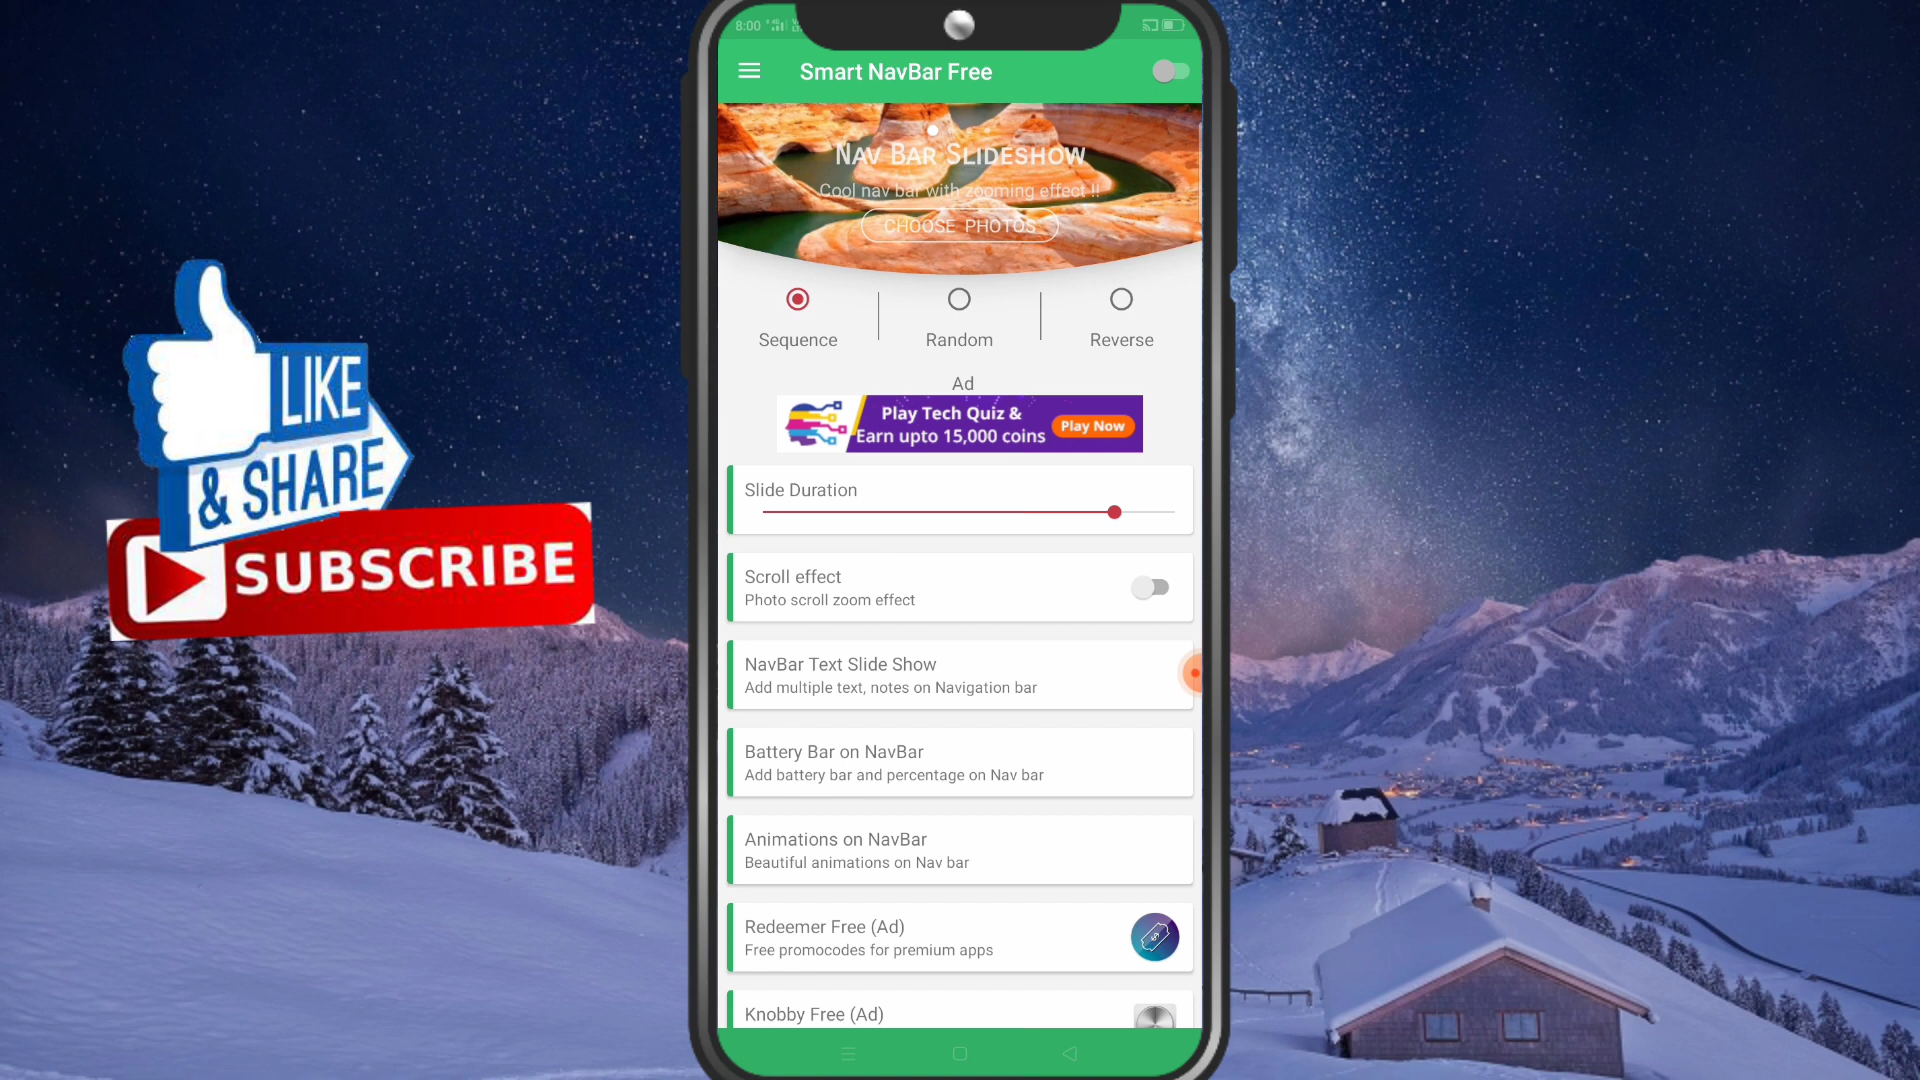 8:00
Smart NavBar Free
Nav Bar Slideshow
Cool nav bar with zooming effect !!
CHOOSE PHOTOS
Sequence
Random
Reverse
Ad
Play Tech Quiz &
Earn upto 15,000 coins
Play Now
Slide Duration
Scroll effect
Photo scroll zoom effect
NavBar Text Slide Show
Add multiple text, notes on Navigation bar
Battery Bar on NavBar
Add battery bar and percentage on Nav bar
Animations on NavBar
Beautiful animations on Nav bar
Redeemer Free (Ad)
Free promocodes for premium apps
Knobby Free (Ad)
LIKE
& SHARE
SUBSCRIBE